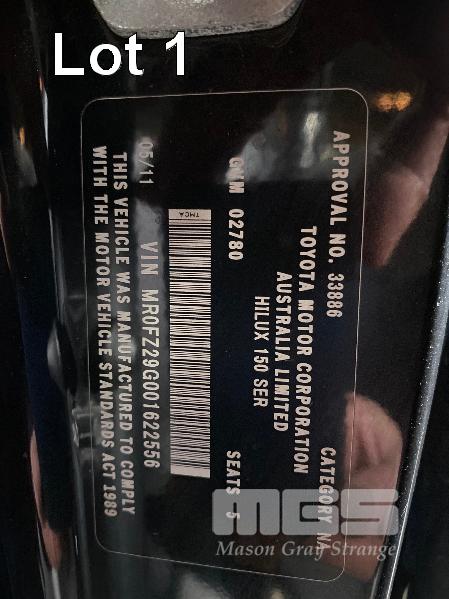 Lot 1
APPROVAL NO. 33886 CATEGORY NA
TOYOTA MOTOR CORPORATION
AUSTRALIA LIMITED
HILUX 150 SER
GVM 02780 SEATS 5
TMCA
VIN MR0FZ29G001622556
05/11
THIS VEHICLE WAS MANUFACTURED TO COMPLY
WITH THE MOTOR VEHICLE STANDARDS ACT 1989
MGS
Mason Gray Strange